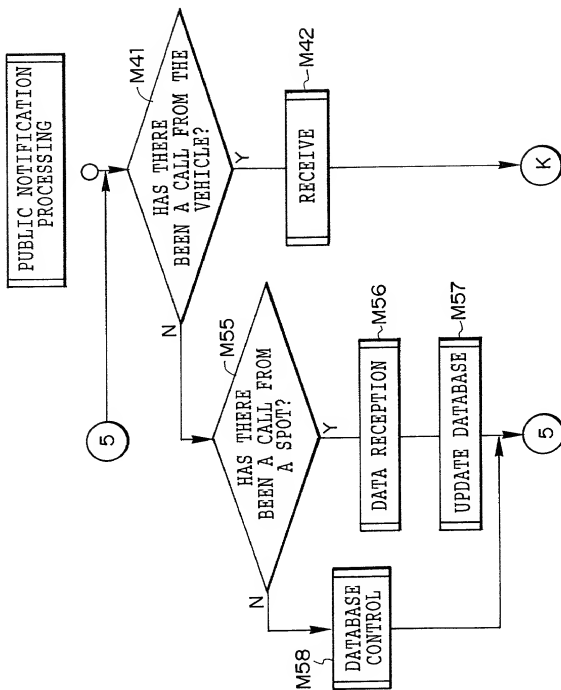 PUBLIC NOTIFICATION
PROCESSING
5
M41
HAS THERE
BEEN A CALL FROM THE
VEHICLE?
N
Y
M42
RECEIVE
K
M55
HAS THERE
BEEN A CALL FROM
A SPOT?
N
Y
M56
DATA RECEPTION
M57
UPDATE DATABASE
M58
DATABASE
CONTROL
5